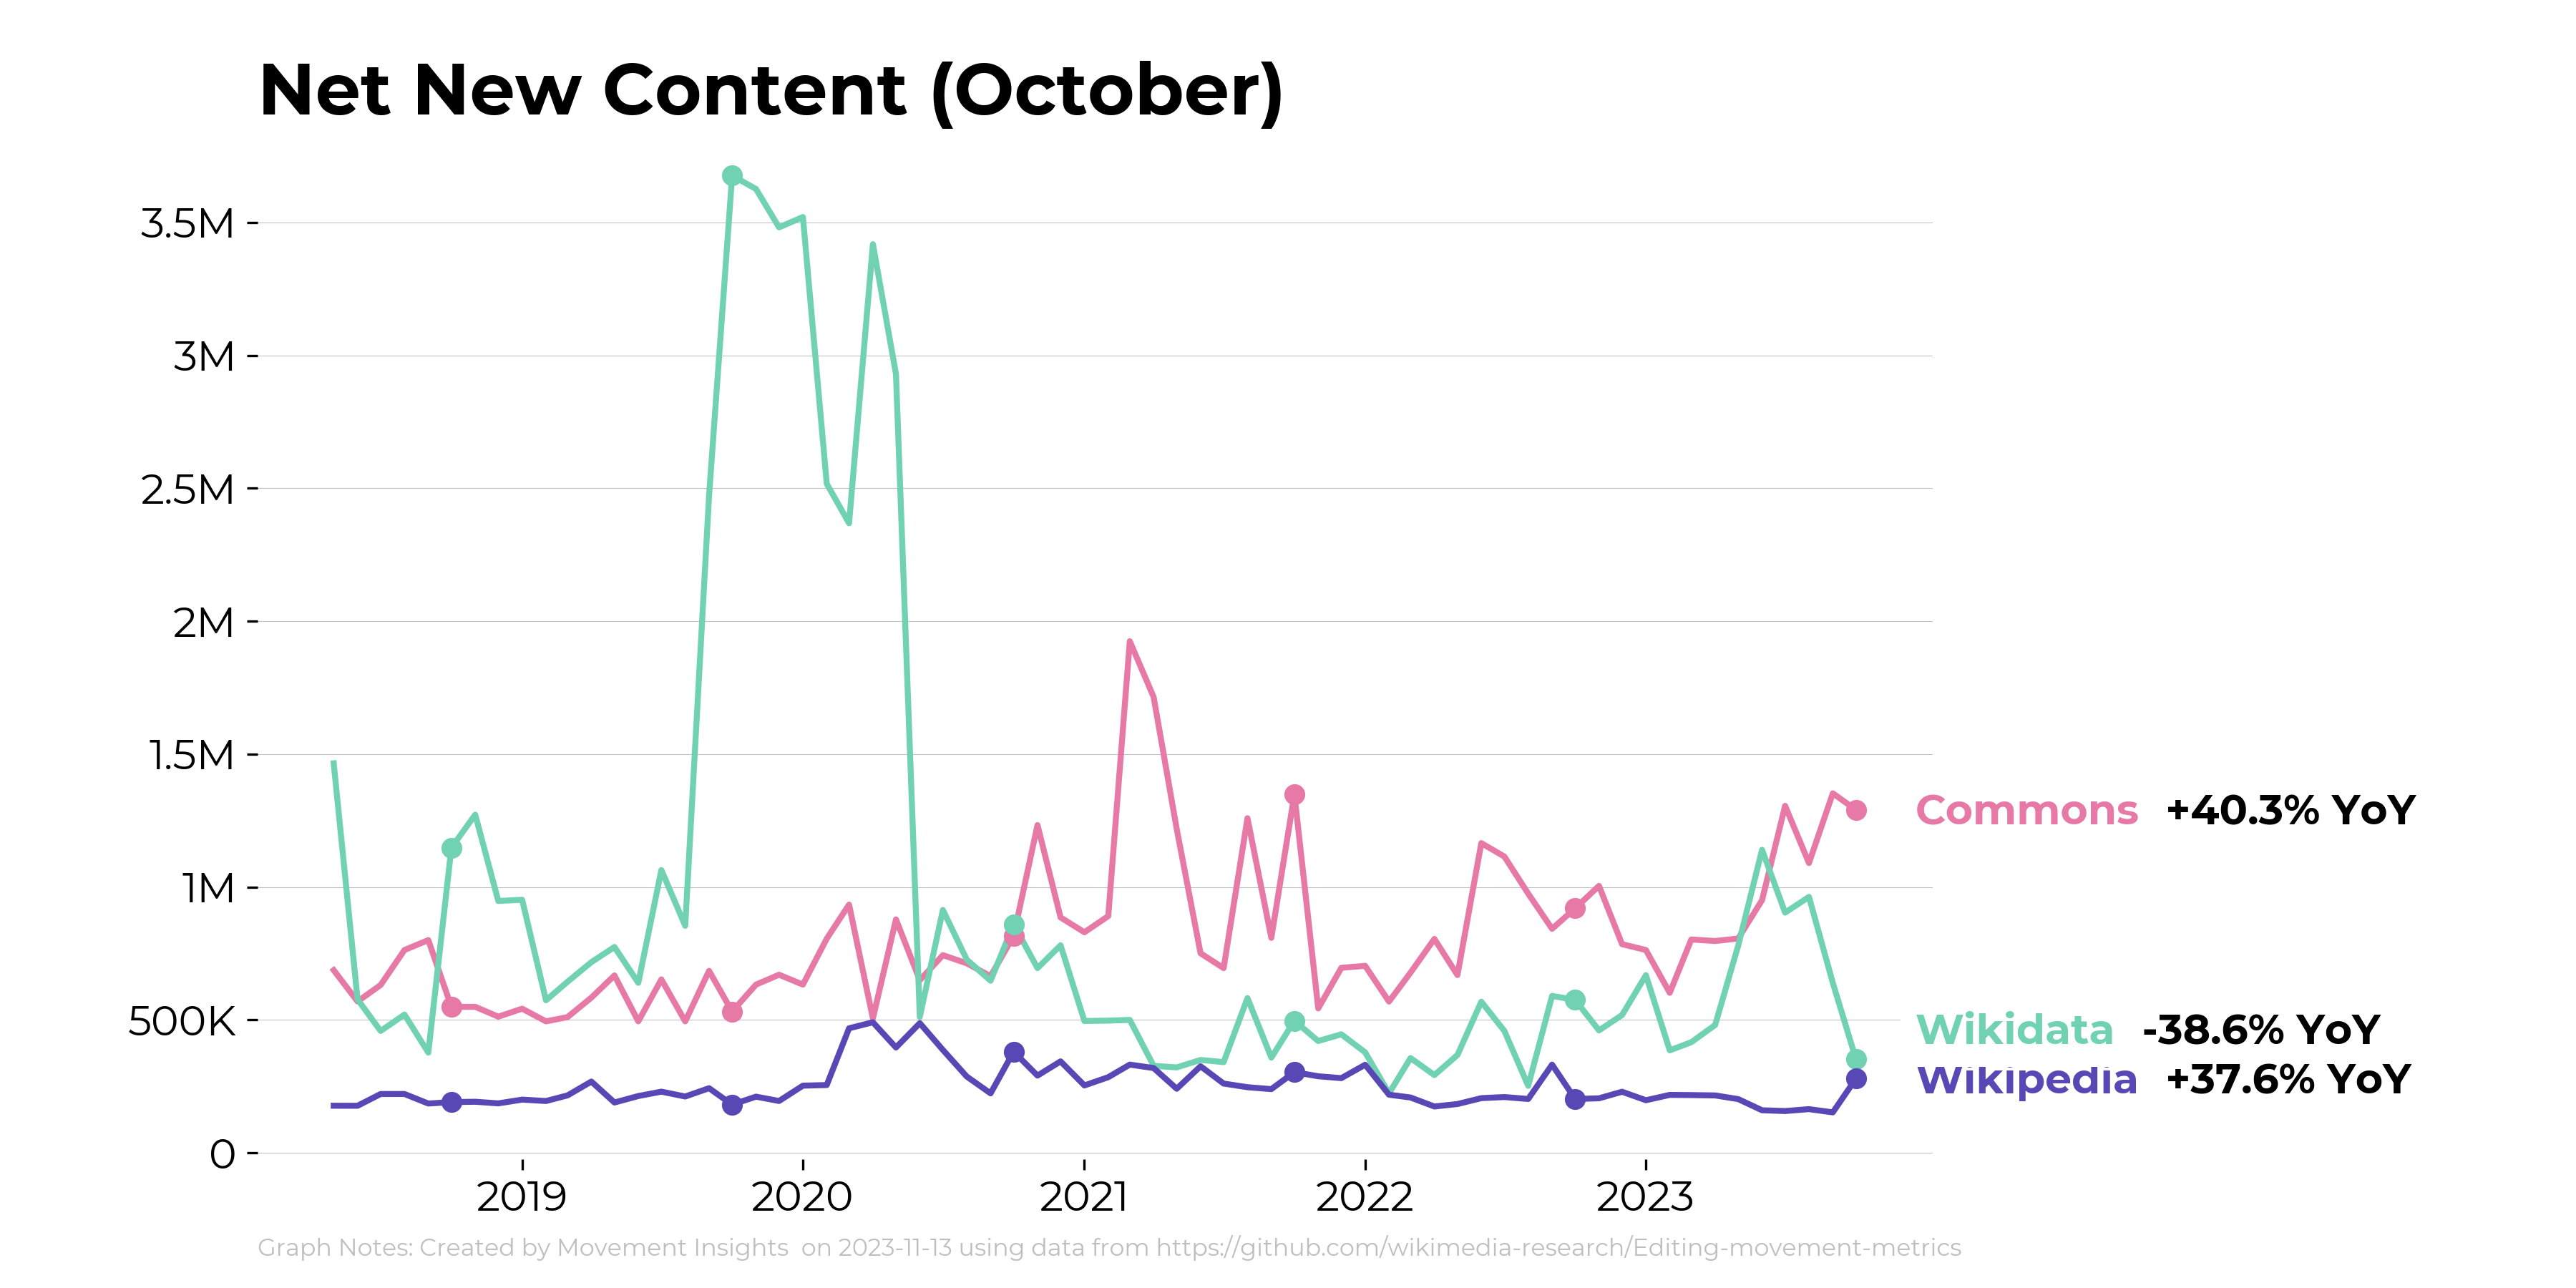 Net New Content (October)
3.5M
3M
2.5M
2M
1.5M
1M
500K
0
Commons +40.3% YoY
Wikidata -38.6% YoY
Wikipedia +37.6% YoY
2019 2020 2021 2022 2023
Graph Notes: Created by Movement Insights  on 2023-11-13 using data from https://github.com/wikimedia-research/Editing-movement-metrics